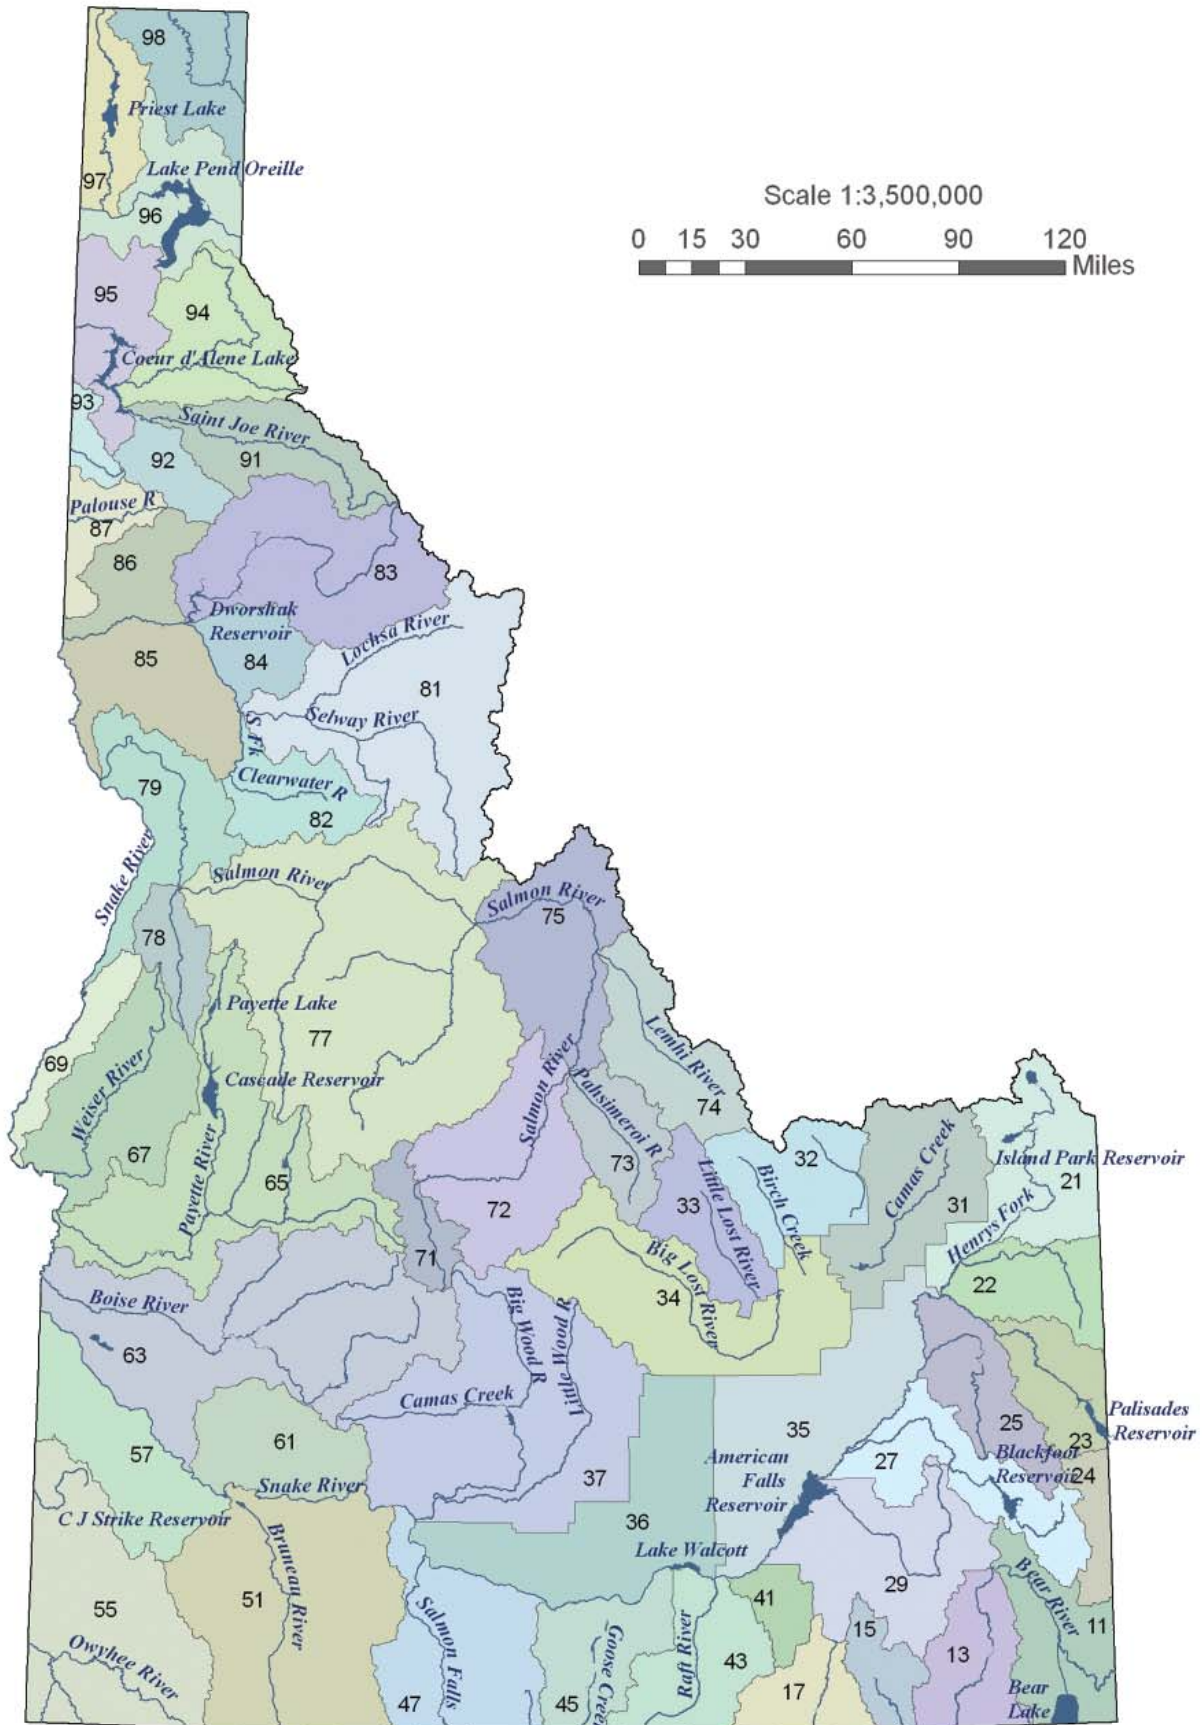 98
Priest Lake
Lake Pend Oreille
97
96
Scale 1:3,500,000
0 15 30 60 90 120
Miles
95
94
Coeur d'Alene Lake
93
Saint Joe River
92
91
Palouse R
87
86
83
Dworshak
Reservoir
Lochsa River
85
84
81
Selway River
S Fk
Clearwater R
79
82
Snake River
Salmon River
Salmon River
75
78
Payette Lake
77
Lemhi River
69
Weiser River
Cascade Reservoir
Salmon River
Pahsimeroi R
74
67
Payette River
65
73
32
Camas Creek
Island Park Reservoir
21
72
33
Little Lost River
Birch Creek
31
Henrys Fork
71
Big Lost River
34
22
Boise River
63
Big Wood R
Little Wood R
Camas Creek
57
61
35
25
Palisades
Reservoir
23
American
Falls
Reservoir
27
Blackfoot
Reservoir
24
Snake River
37
C J Strike Reservoir
36
Lake Walcott
Bruneau River
55
51
Salmon Falls
Goose Creek
Raft River
41
29
15
Bear River
11
Owyhee River
47
45
43
17
13
Bear
Lake